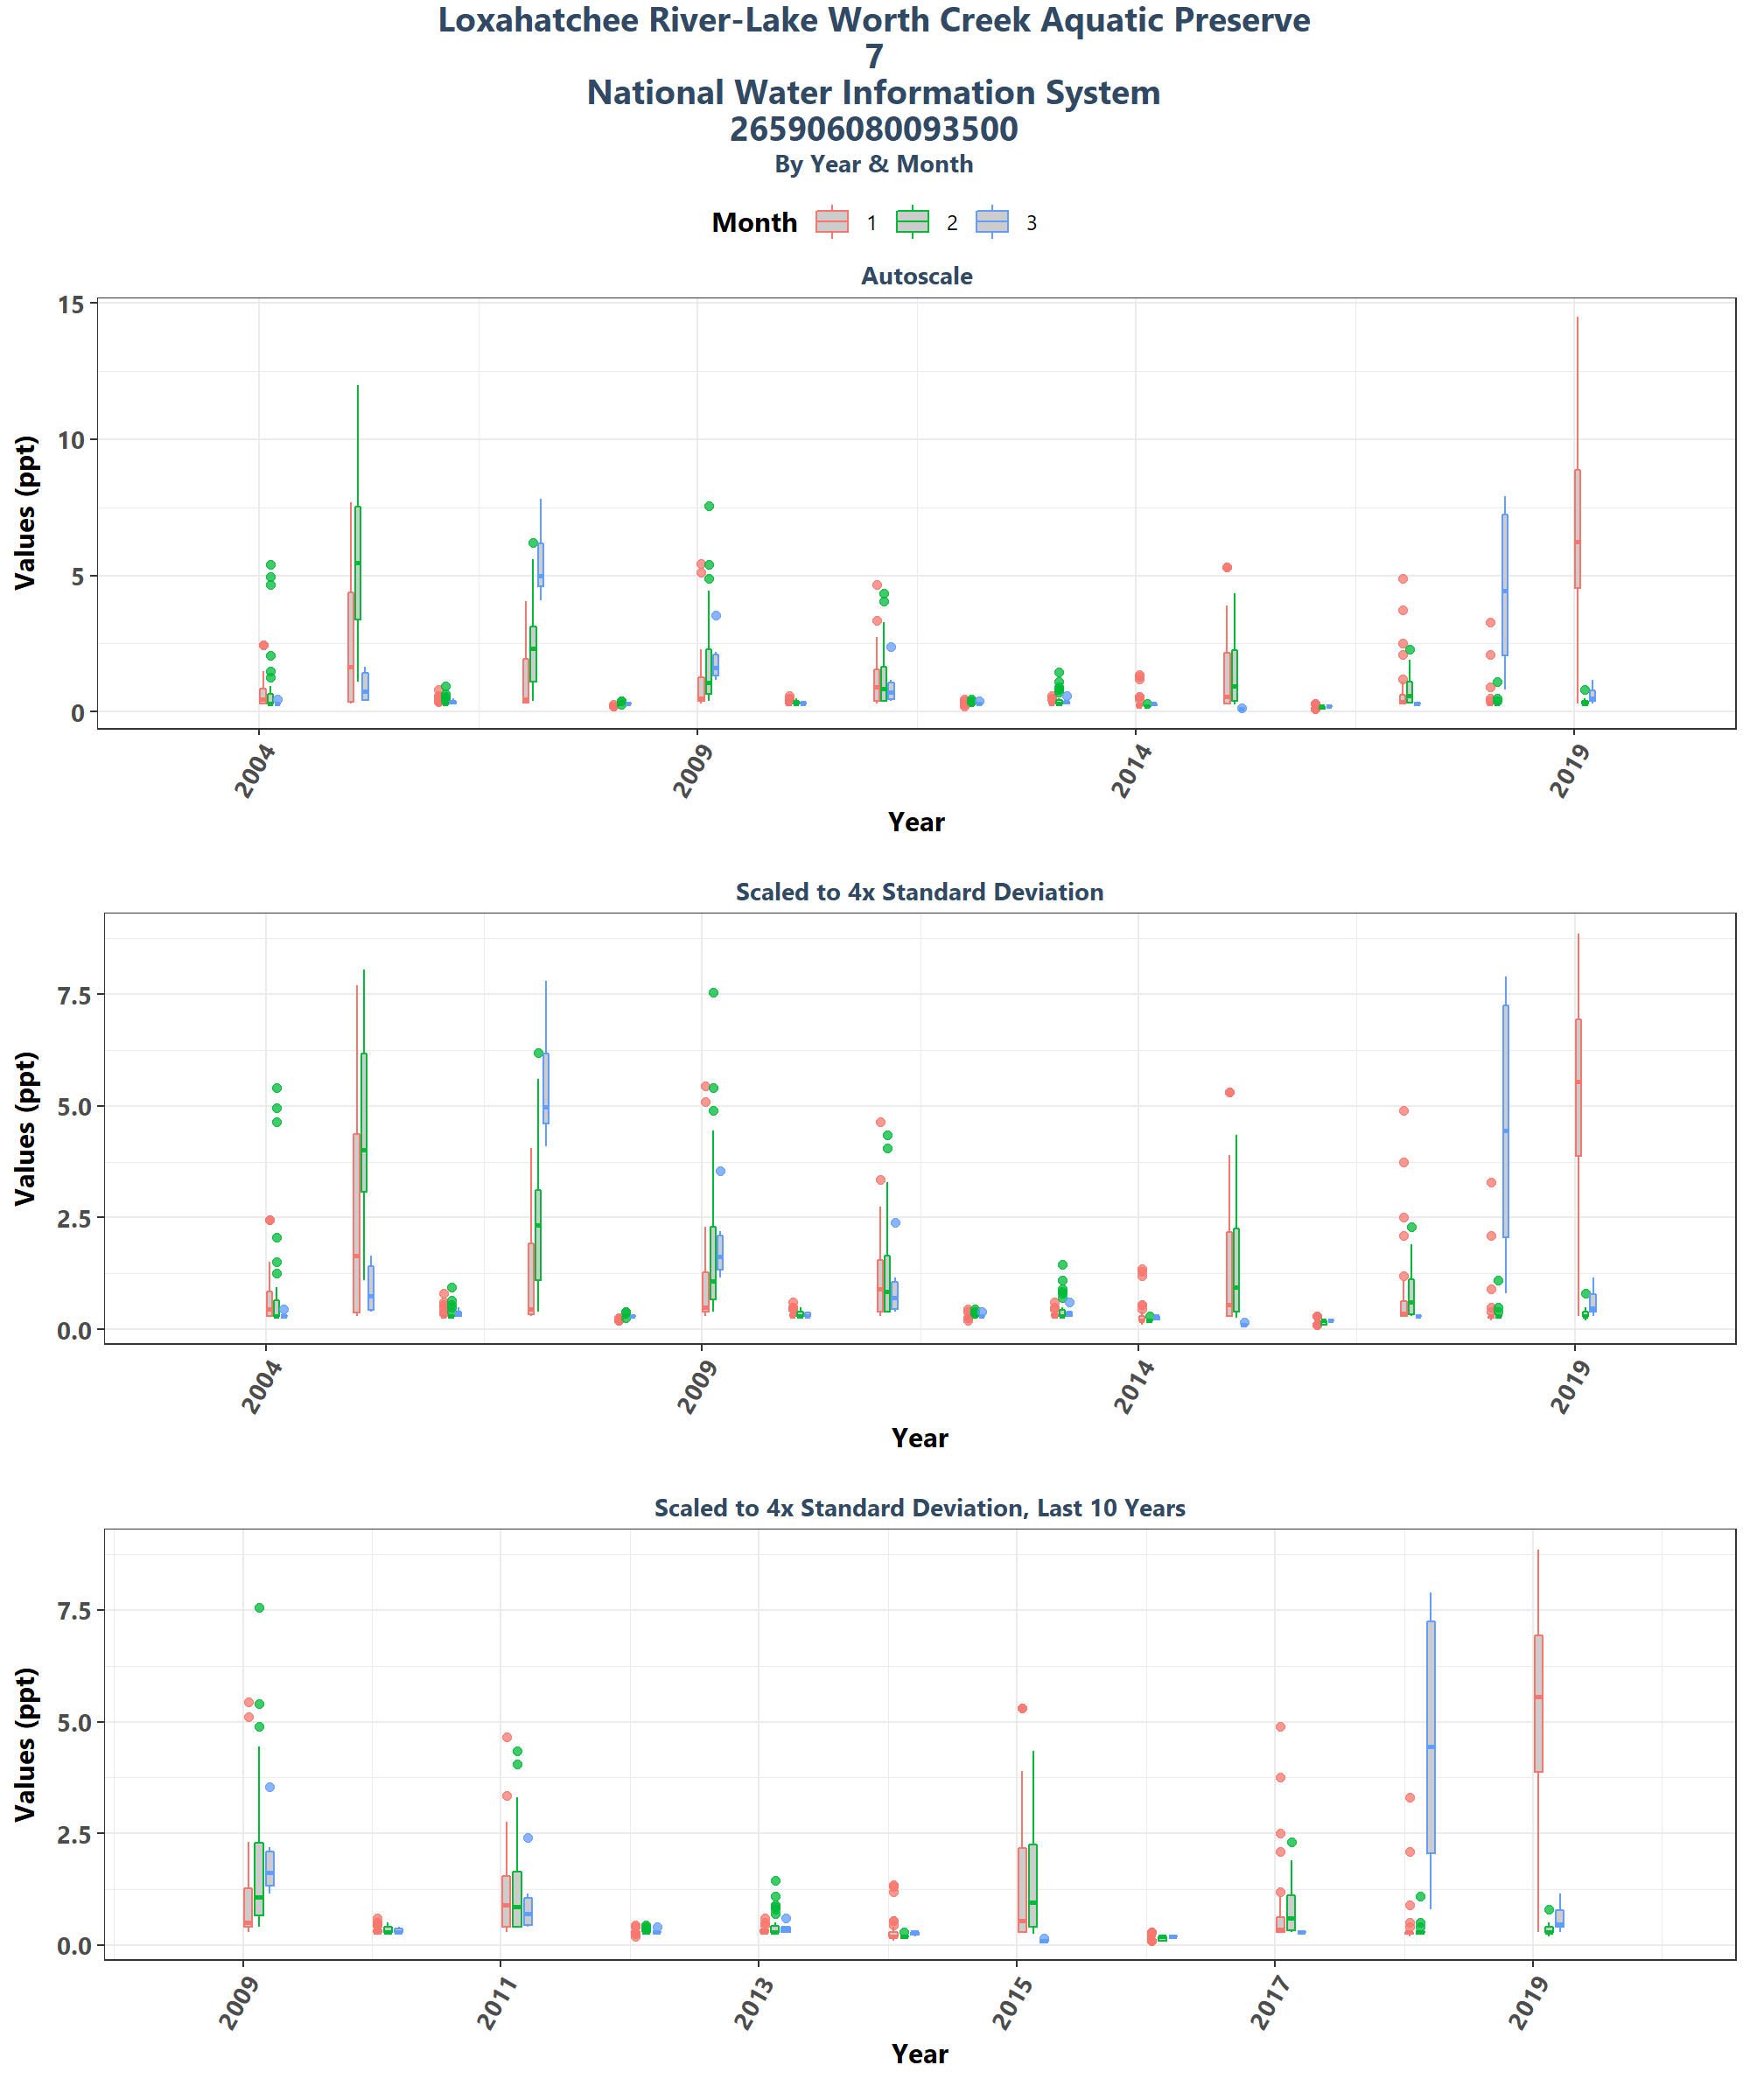 Loxahatchee River-Lake Worth Creek Aquatic Preserve
7
National Water Information System
265906080093500
By Year & Month
Month 1 2 3
Autoscale
Values (ppt)
15
10
5
0
2004 2009 2014 2019
Year
Scaled to 4x Standard Deviation
Values (ppt)
7.5
5.0
2.5
0.0
2004 2009 2014 2019
Year
Scaled to 4x Standard Deviation, Last 10 Years
Values (ppt)
7.5
5.0
2.5
0.0
2009 2011 2013 2015 2017 2019
Year